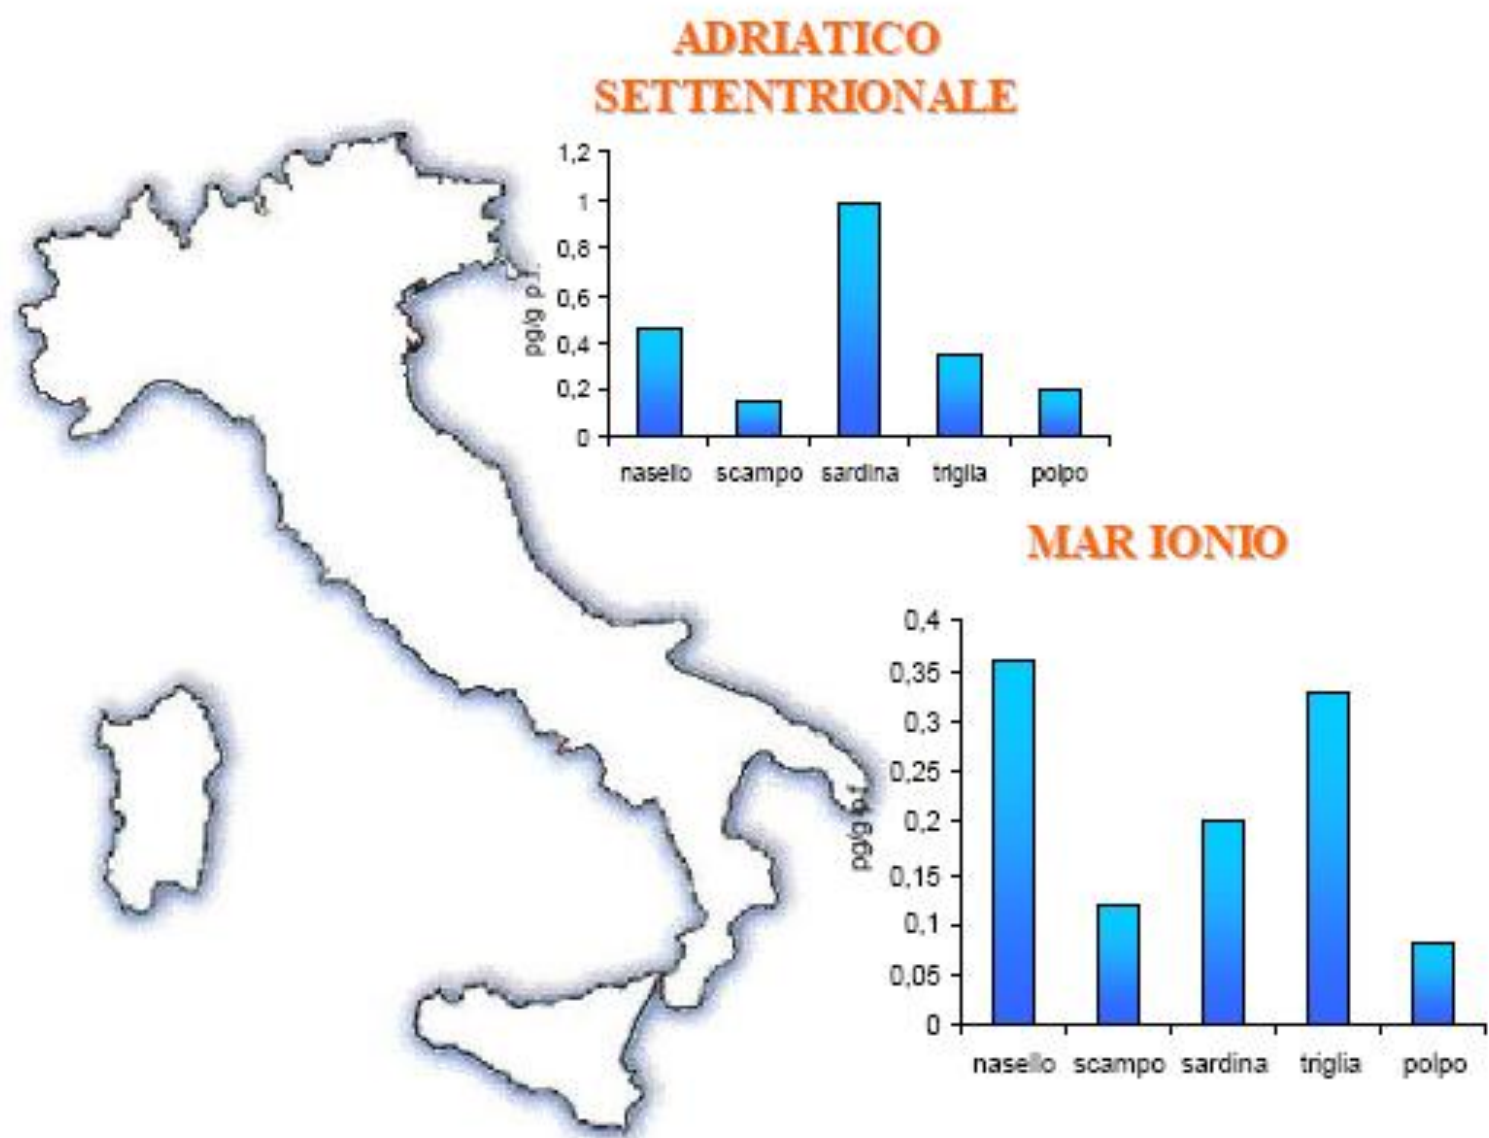 ADRIATICO
SETTENTRIONALE
1,2
1
0,8
0,6
0,4
0,2
0
pg/g p.f.
nasello scampo sardina triglia polpo
MAR IONIO
0,4
0,35
0,3
0,25
0,2
0,15
0,1
0,05
0
pg/g p.f
nasello scampo sardina triglia polpo